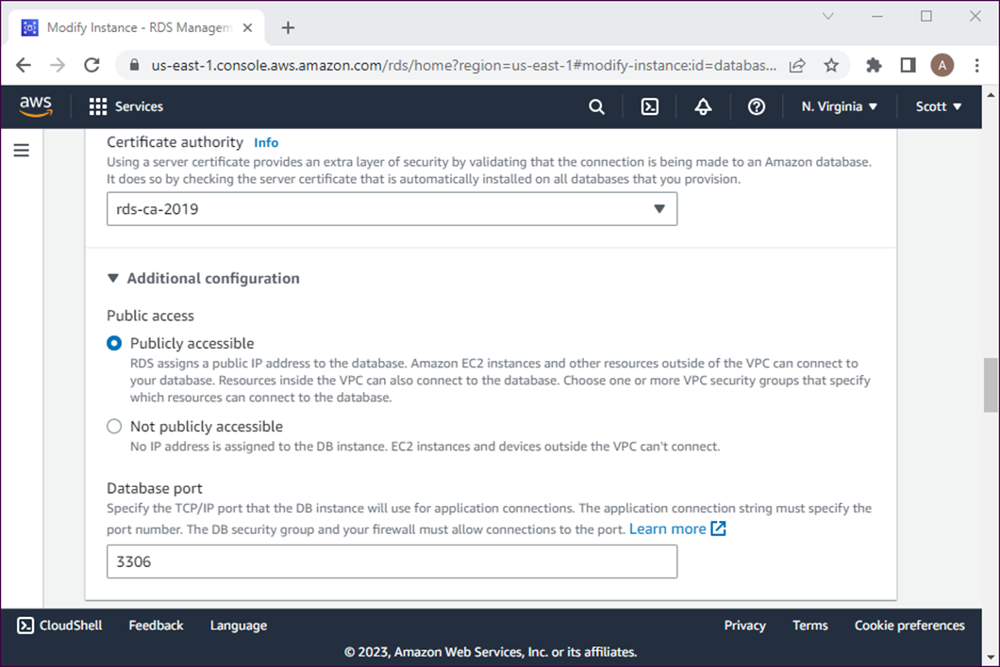 Modify Instance - RDS Managem
us-east-1.console.aws.amazon.com/rds/home?region=us-east-1#modify-instance:id=databas...
A
aws
Services
N. Virginia
Scott
Certificate authority Info
Using a server certificate provides an extra layer of security by validating that the connection is being made to an Amazon database.
It does so by checking the server certificate that is automatically installed on all databases that you provision.
rds-ca-2019
Additional configuration
Public access
Publicly accessible
RDS assigns a public IP address to the database. Amazon EC2 instances and other resources outside of the VPC can connect to
your database. Resources inside the VPC can also connect to the database. Choose one or more VPC security groups that specify
which resources can connect to the database.
Not publicly accessible
No IP address is assigned to the DB instance. EC2 instances and devices outside the VPC can't connect.
Database port
Specify the TCP/IP port that the DB instance will use for application connections. The application connection string must specify the
port number. The DB security group and your firewall must allow connections to the port. Learn more
3306
CloudShell Feedback Language Privacy Terms Cookie preferences
© 2023, Amazon Web Services, Inc. or its affiliates.